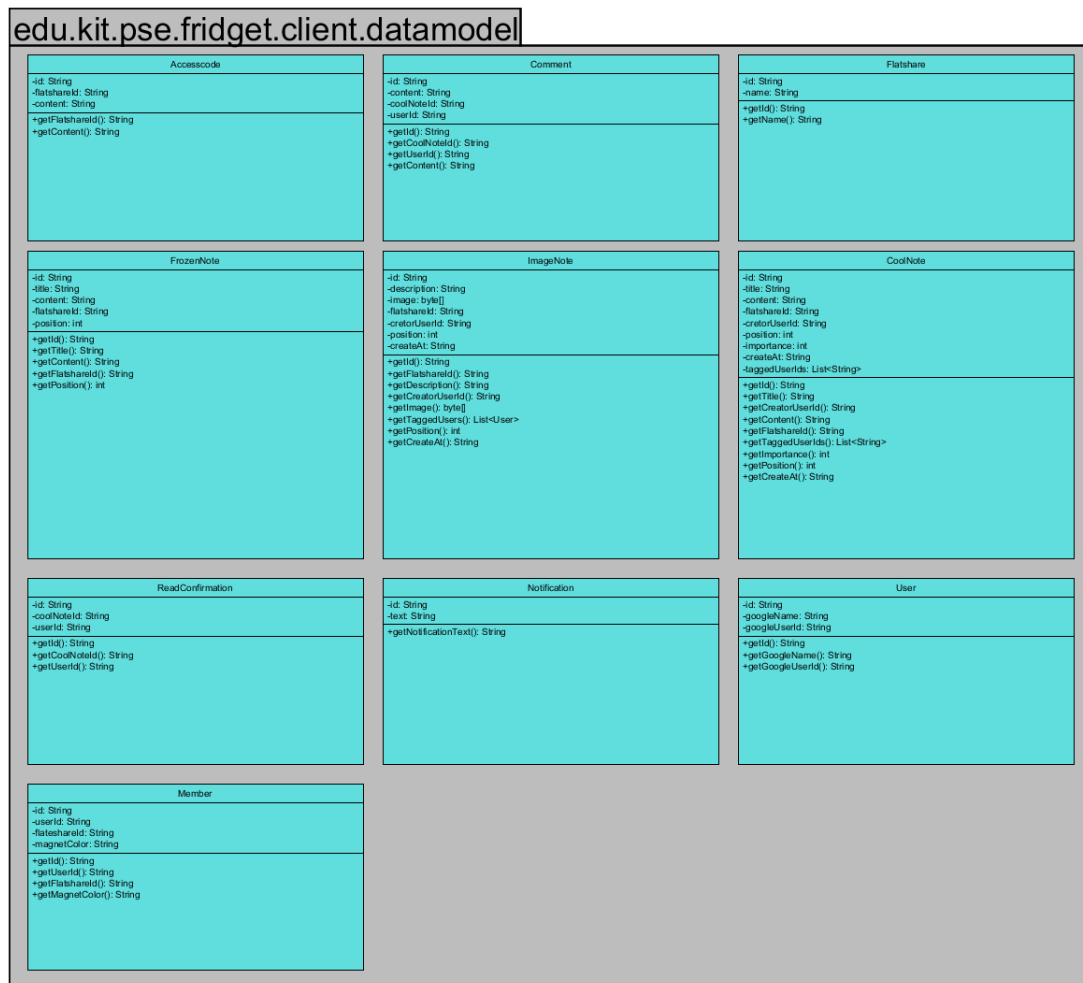 edu.kit.pse.fridget.client.datamodel
Accesscode
-id: String
-flatshareId: String
-content: String
+getFlatshareId(): String
+getContent(): String
Comment
-id: String
-content: String
-coolNoteId: String
-userId: String
+getId(): String
+getCoolNoteId(): String
+getUserId(): String
+getContent(): String
Flatshare
-id: String
-name: String
+getId(): String
+getName(): String
FrozenNote
-id: String
-title: String
-content: String
-flatshareId: String
-position: int
+getId(): String
+getTitle(): String
+getContent(): String
+getFlatshareId(): String
+getPosition(): int
ImageNote
-id: String
-description: String
-image: byte[]
-flatshareId: String
-cretorUserId: String
-position: int
-createAt: String
+getId(): String
+getFlatshareId(): String
+getDescription(): String
+getCreatorUserId(): String
+getImage(): byte[]
+getTaggedUsers(): List<User>
+getPosition(): int
+getCreateAt(): String
CoolNote
-id: String
-title: String
-content: String
-flatshareId: String
-cretorUserId: String
-position: int
-importance: int
-createAt: String
-taggedUserIds: List<String>
+getId(): String
+getTitle(): String
+getCreatorUserId(): String
+getContent(): String
+getFlatshareId(): String
+getTaggedUserIds(): List<String>
+getImportance(): int
+getPosition(): int
+getCreateAt(): String
ReadConfirmation
-id: String
-coolNoteId: String
-userId: String
+getId(): String
+getCoolNoteId(): String
+getUserId(): String
Notification
-id: String
-text: String
+getNotificationText(): String
User
-id: String
-googleName: String
-googleUserId: String
+getId(): String
+getGoogleName(): String
+getGoogleUserId(): String
Member
-id: String
-userId: String
-flateshareId: String
-magnetColor: String
+getId(): String
+getUserId(): String
+getFlatshareId(): String
+getMagnetColor(): String